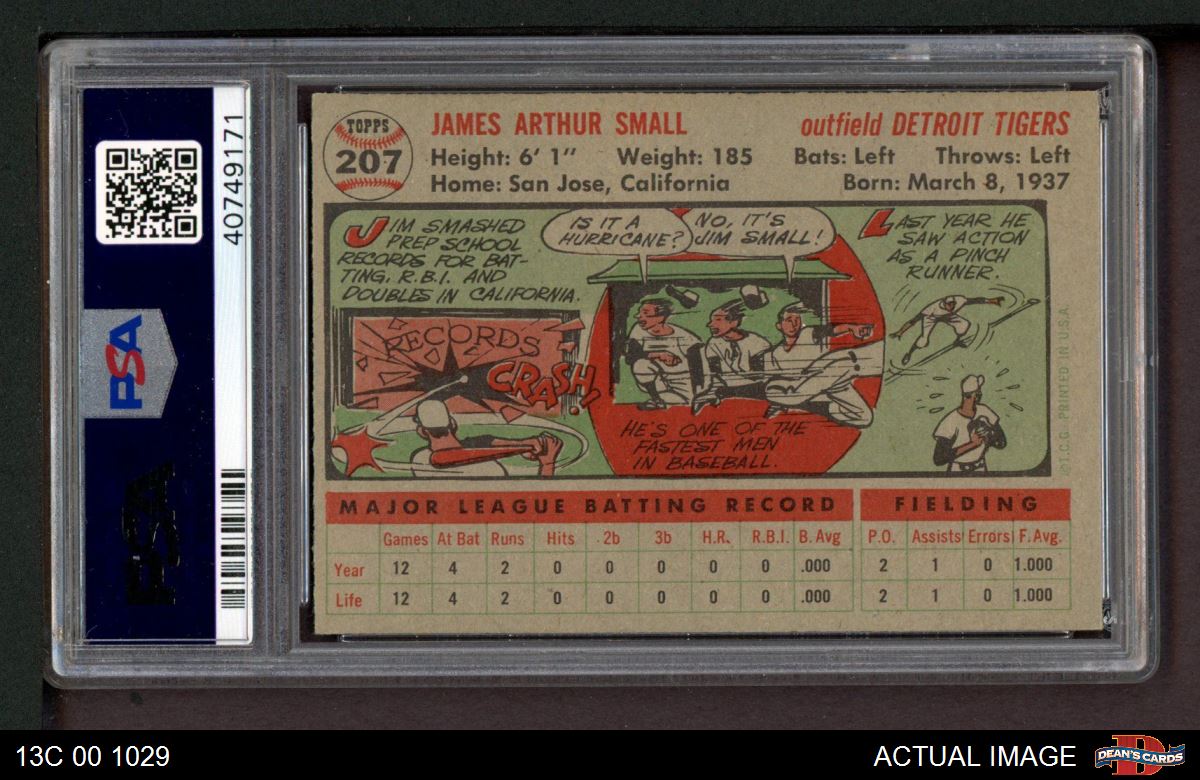 40749171
PSA
PSA
TOPPS
207
JAMES ARTHUR SMALL
outfield DETROIT TIGERS
Height: 6' 1" Weight: 185 Bats: Left Throws: Left
Home: San Jose, California Born: March 8, 1937
JIM SMASHED
PREP SCHOOL
RECORDS FOR BAT-
TING, R.B.I. AND
DOUBLES IN CALIFORNIA.
RECORDS
CRASH!
IS IT A
HURRICANE?
NO, IT'S
JIM SMALL!
HE'S ONE OF THE
FASTEST MEN
IN BASEBALL.
LAST YEAR HE
SAW ACTION
AS A PINCH
RUNNER.
©T.C.G. PRINTED IN U.S.A.
MAJOR LEAGUE BATTING RECORD FIELDING
Games At Bat Runs Hits 2b 3b H.R. R.B.I. B. Avg P.O. Assists Errors F. Avg.
Year 12 4 2 0 0 0 0 0 .000 2 1 0 1.000
Life 12 4 2 0 0 0 0 0 .000 2 1 0 1.000
13C 00 1029
ACTUAL IMAGE
D
DEAN'S CARDS